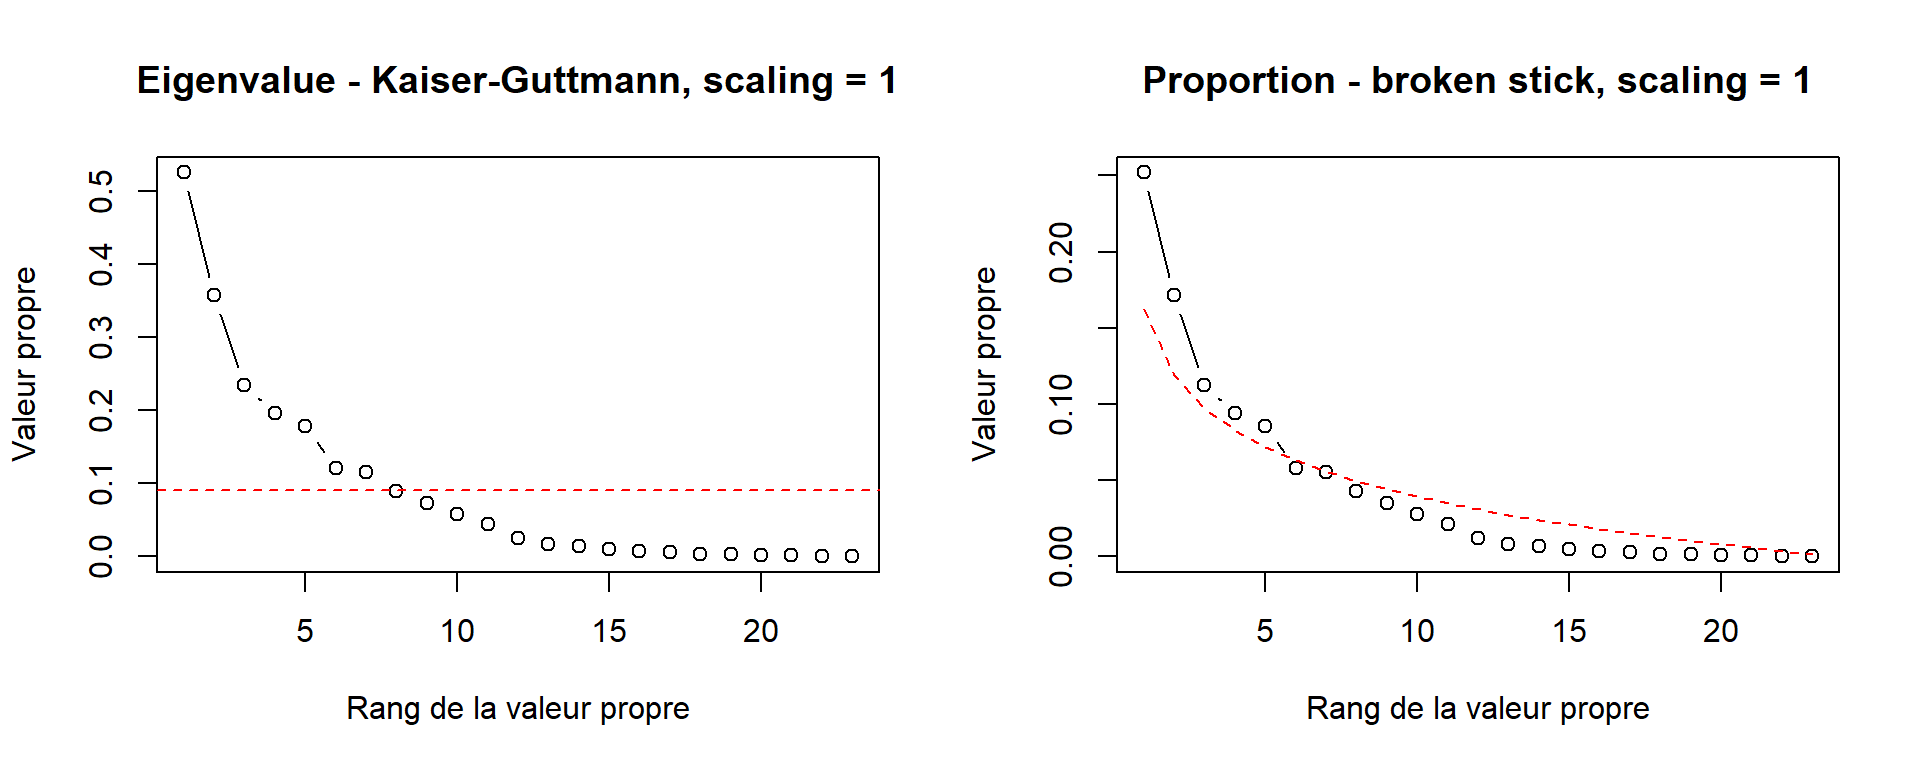 Eigenvalue - Kaiser-Guttmann, scaling = 1
Valeur propre
0.5
0.4
0.3
0.2
0.1
0.0
5 10 15 20
Rang de la valeur propre
Proportion - broken stick, scaling = 1
Valeur propre
0.20
0.10
0.00
5 10 15 20
Rang de la valeur propre